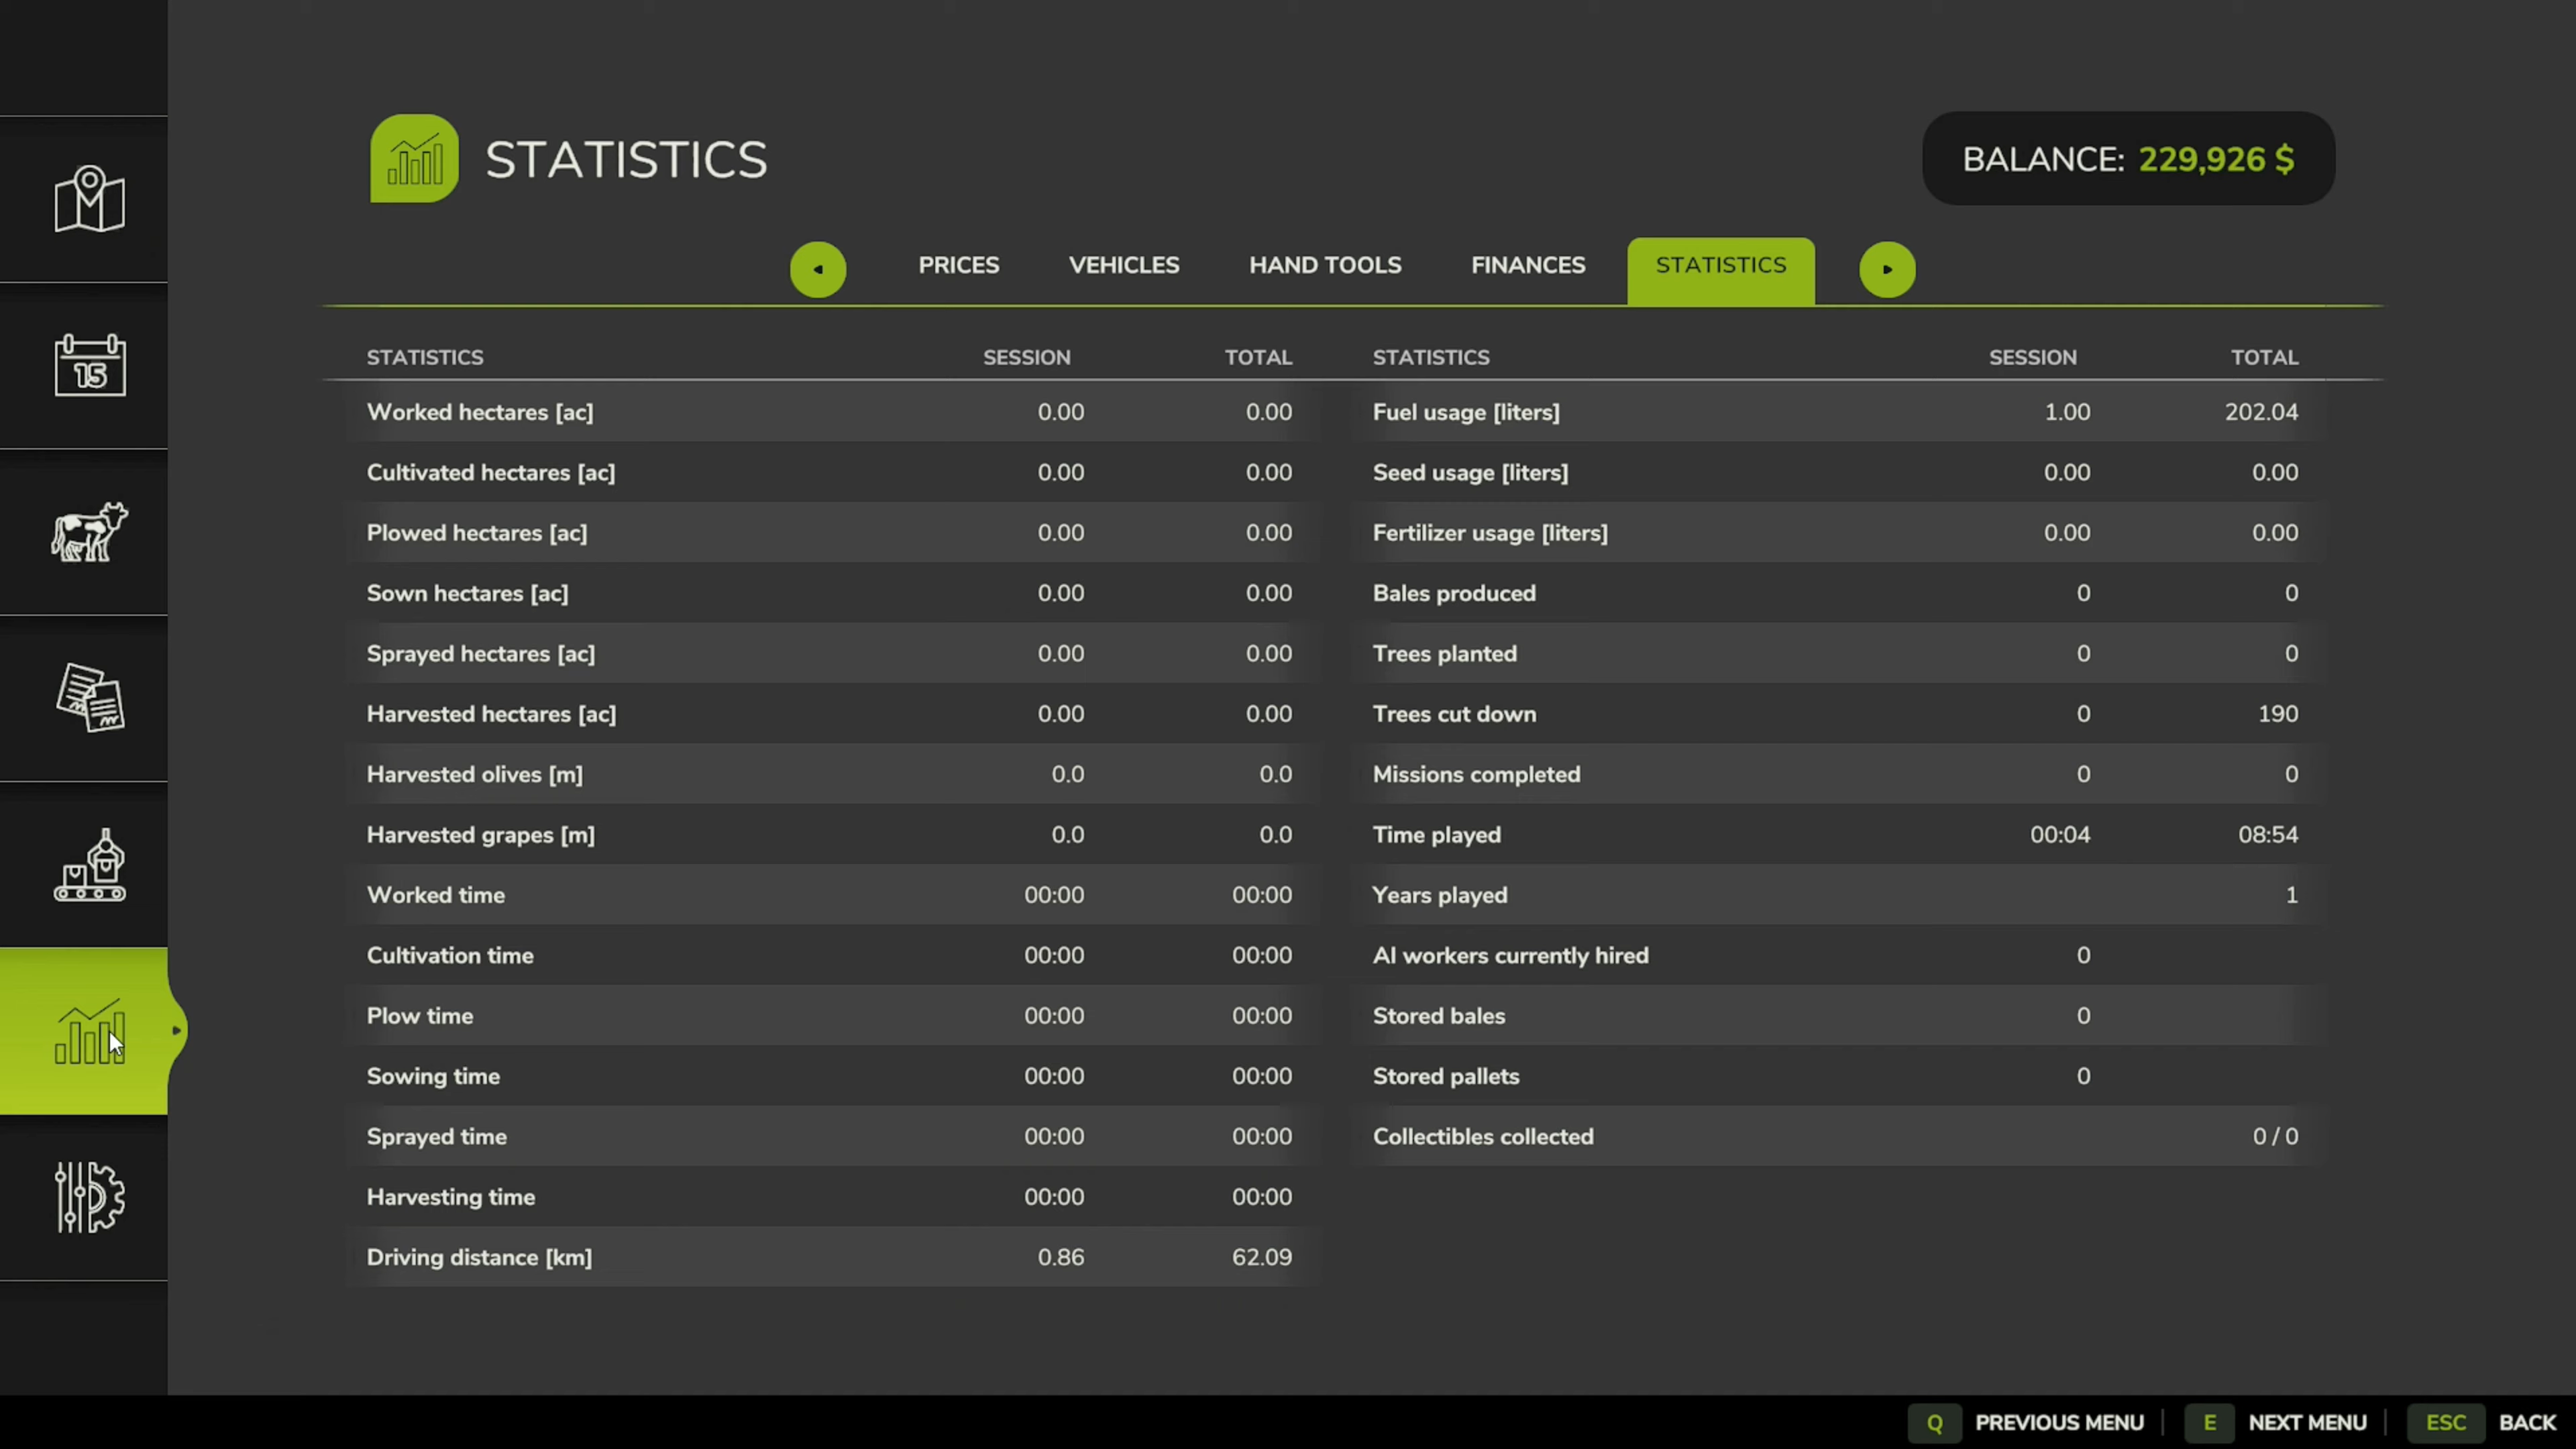 STATISTICS
BALANCE: 229,926 $
PRICES VEHICLES HAND TOOLS FINANCES STATISTICS
STATISTICS SESSION TOTAL STATISTICS SESSION TOTAL
Worked hectares [ac] 0.00 0.00 Fuel usage [liters] 1.00 202.04
Cultivated hectares [ac] 0.00 0.00 Seed usage [liters] 0.00 0.00
Plowed hectares [ac] 0.00 0.00 Fertilizer usage [liters] 0.00 0.00
Sown hectares [ac] 0.00 0.00 Bales produced 0 0
Sprayed hectares [ac] 0.00 0.00 Trees planted 0 0
Harvested hectares [ac] 0.00 0.00 Trees cut down 0 190
Harvested olives [m] 0.0 0.0 Missions completed 0 0
Harvested grapes [m] 0.0 0.0 Time played 00:04 08:54
Worked time 00:00 00:00 Years played 1
Cultivation time 00:00 00:00 AI workers currently hired 0
Plow time 00:00 00:00 Stored bales 0
Sowing time 00:00 00:00 Stored pallets 0
Sprayed time 00:00 00:00 Collectibles collected 0 / 0
Harvesting time 00:00 00:00
Driving distance [km] 0.86 62.09
15
Q PREVIOUS MENU E NEXT MENU ESC BACK